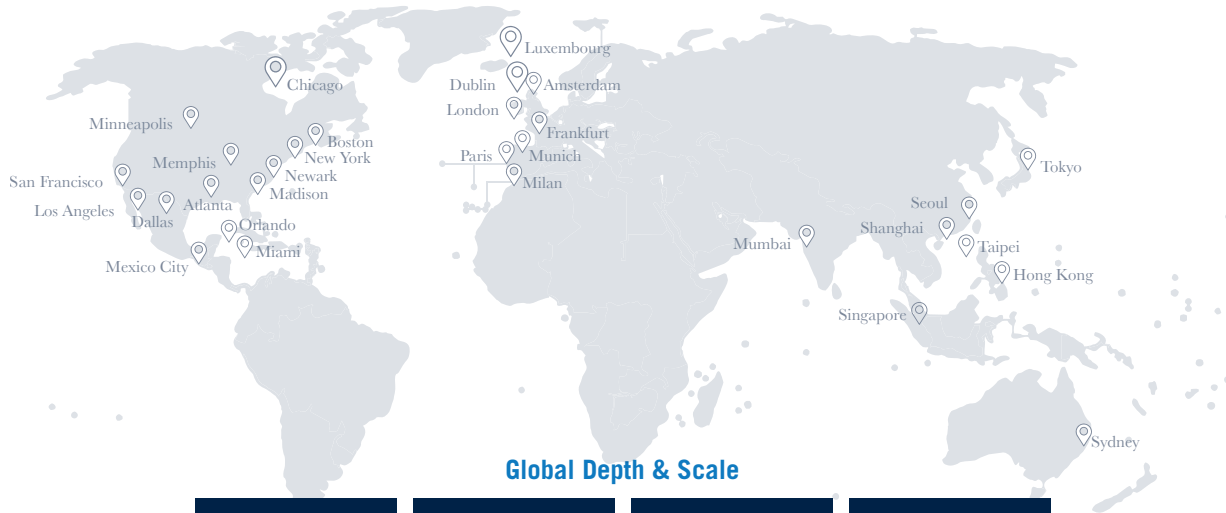 Luxembourg
Chicago
Dublin
Amsterdam
London
Minneapolis
Frankfurt
Boston
New York
Memphis
Paris
Munich
Newark
Tokyo
San Francisco
Milan
Madison
Los Angeles
Atlanta
Dallas
Seoul
Orlando
Shanghai
Mumbai
Miami
Taipei
Mexico City
Hong Kong
Singapore
Sydney
Global Depth & Scale